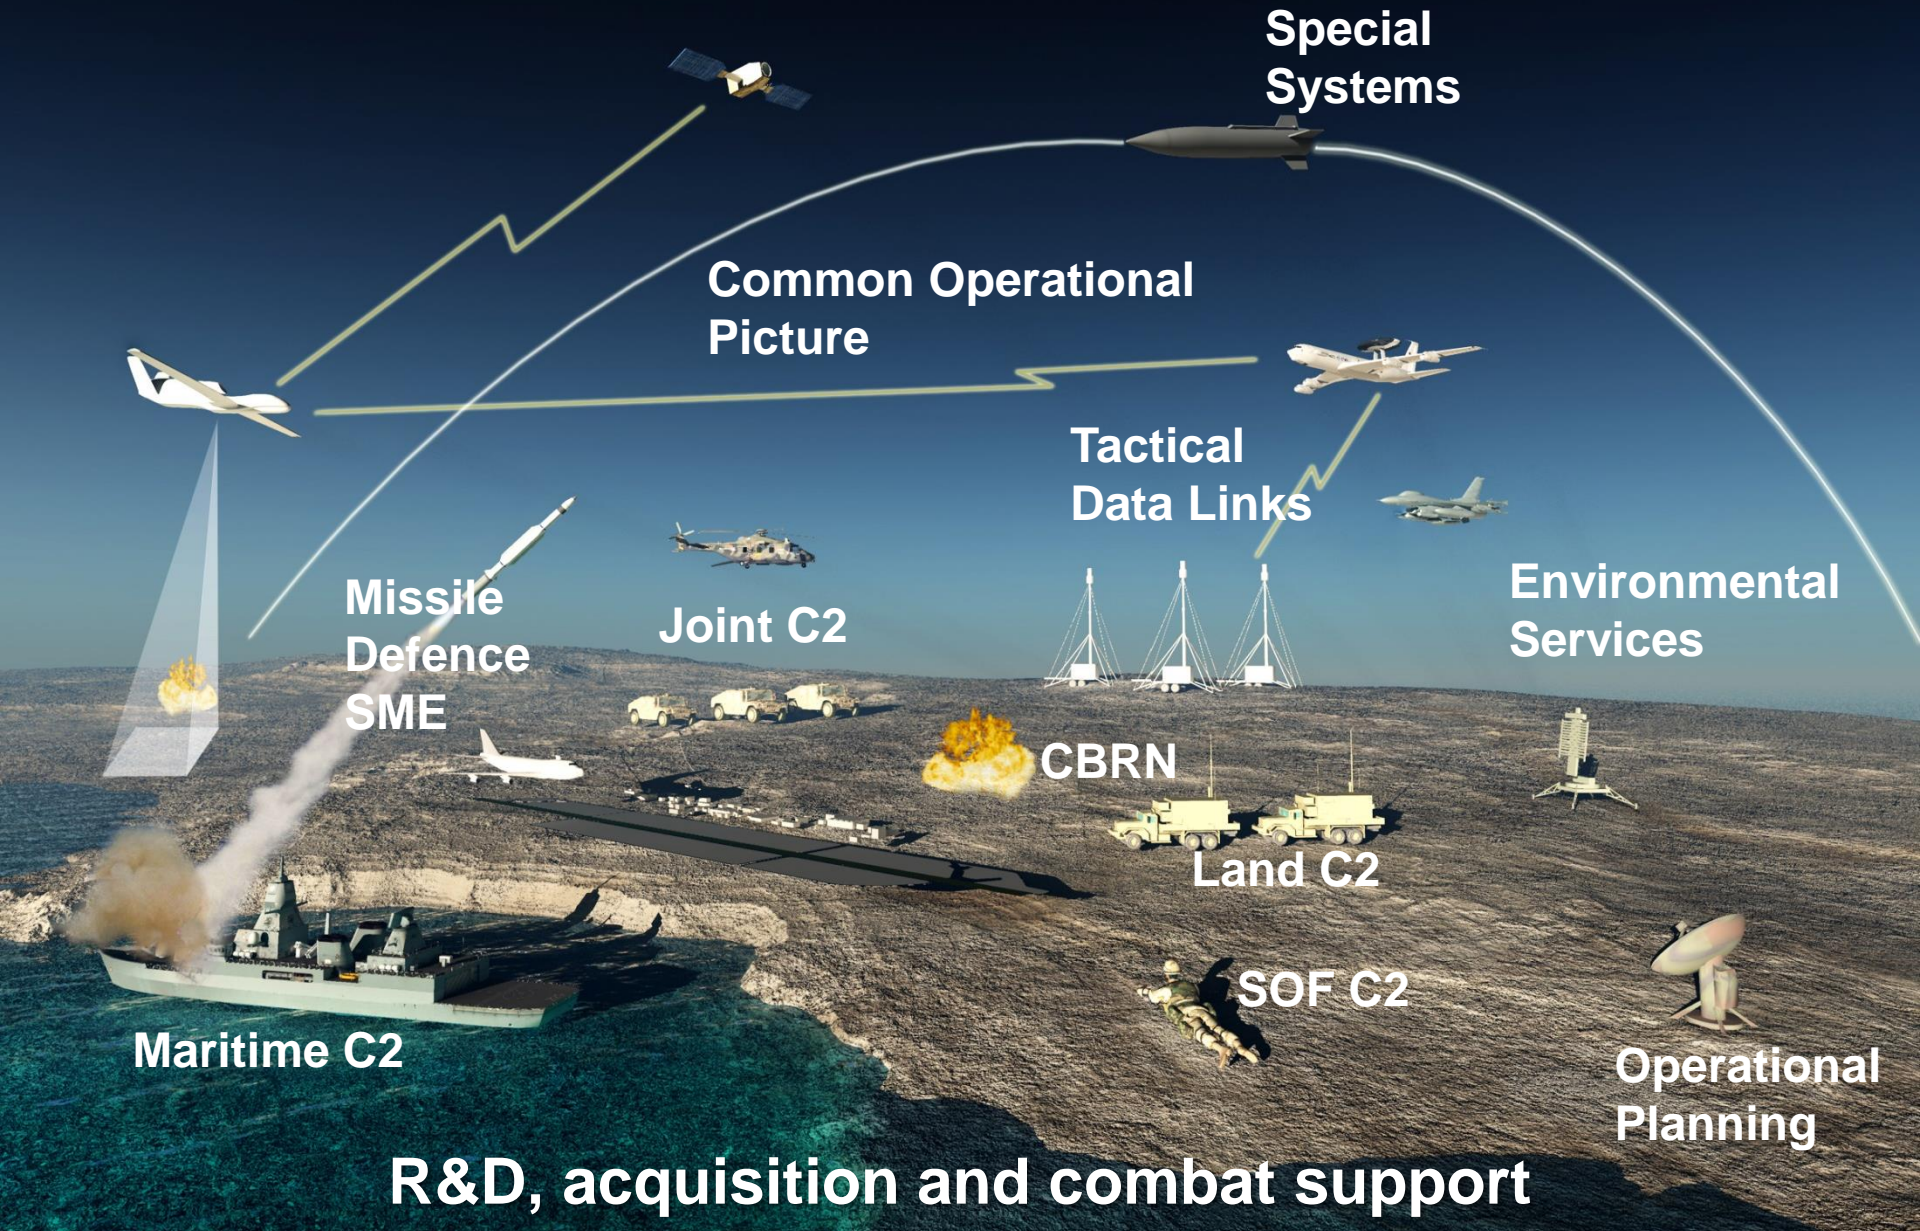 Special
Systems
Common Operational
Picture
Tactical
Data Links
Missile
Defence
SME
Joint C2
Environmental
Services
CBRN
Land C2
SOF C2
Maritime C2
Operational
Planning
R&D, acquisition and combat support